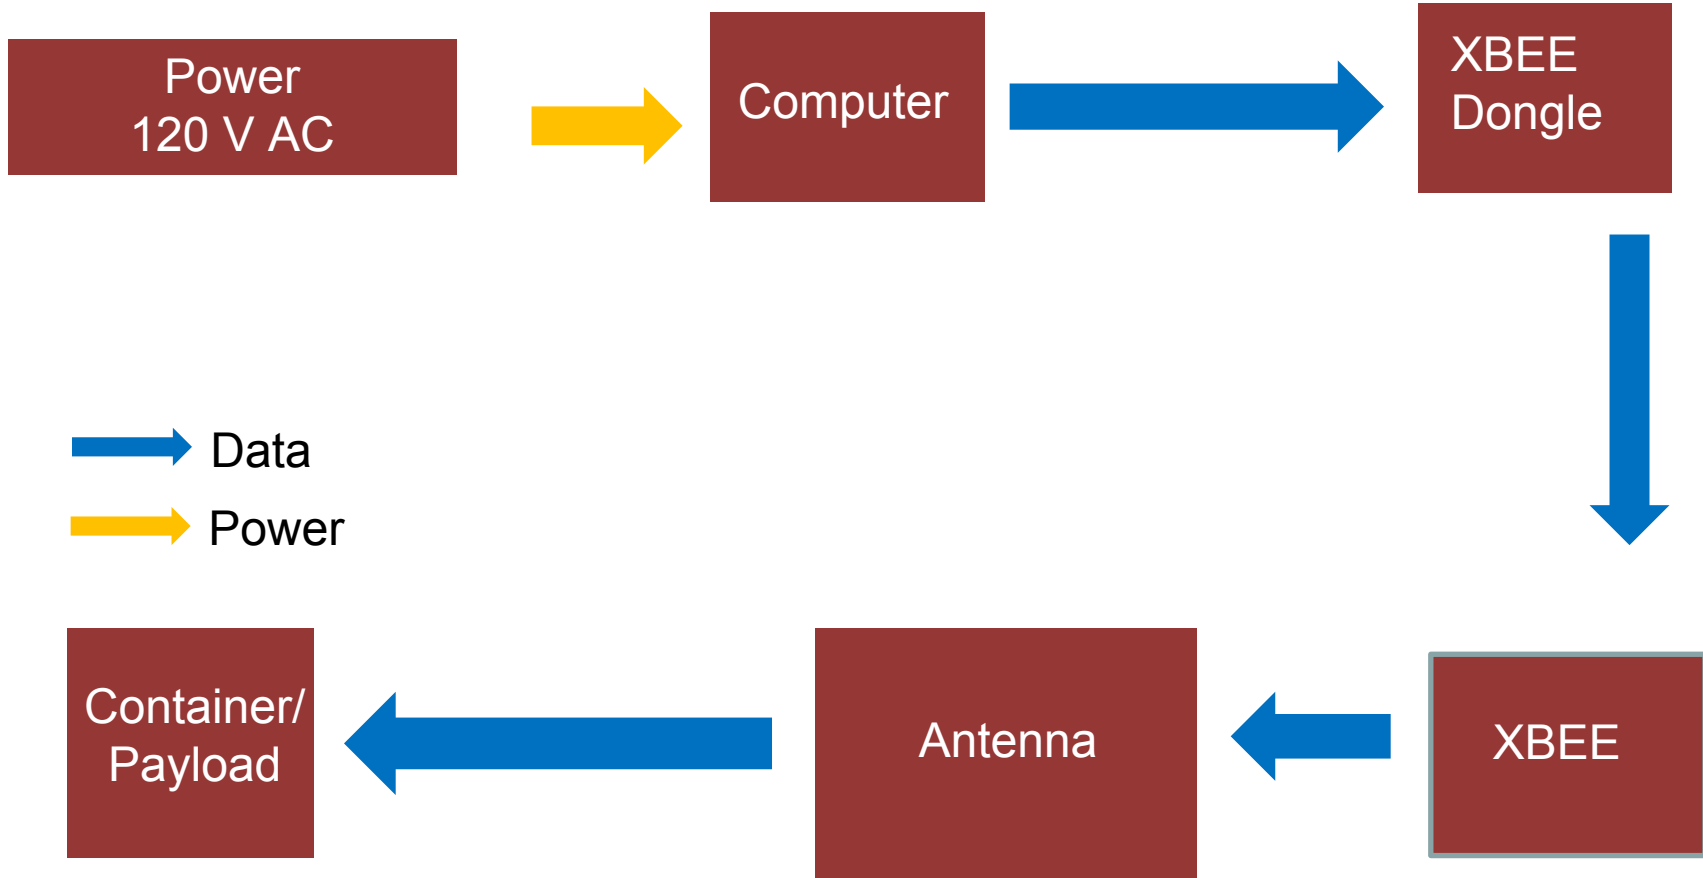 Power
120 V AC
Computer
XBEE
Dongle
Data
Power
Container/
Payload
Antenna
XBEE